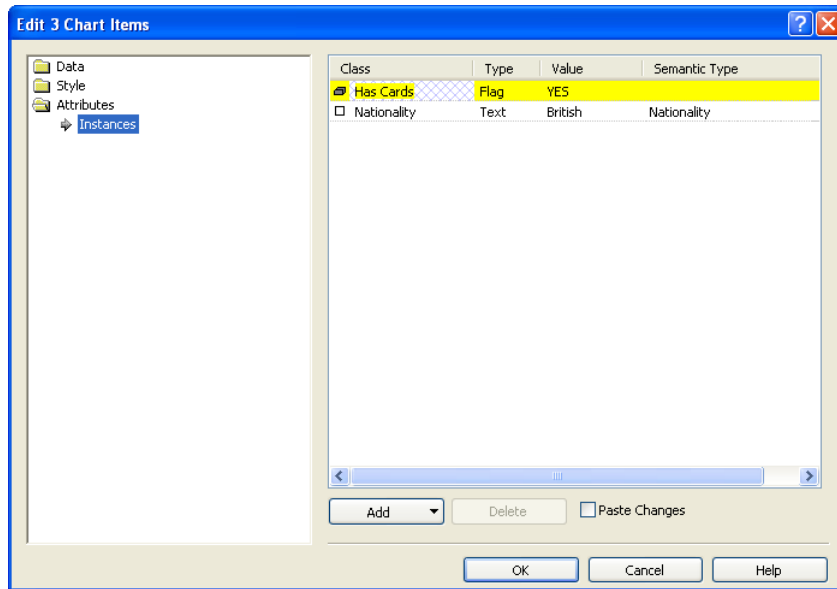 Edit 3 Chart Items
Data
Style
Attributes
Instances
Class Type Value Semantic Type
Has Cards Flag YES
Nationality Text British Nationality
Add Delete Paste Changes
OK Cancel Help